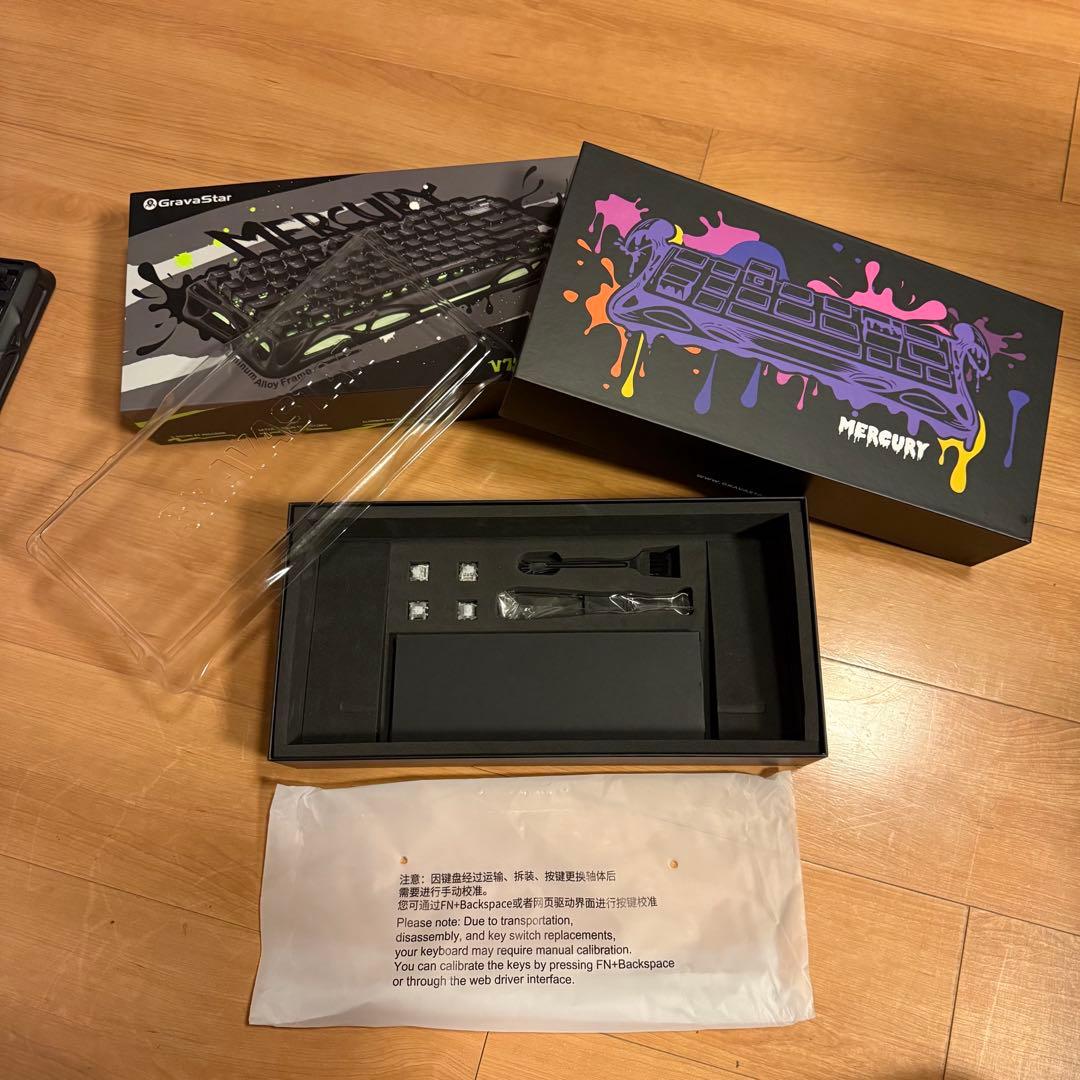 GravaStar
MERCURY
Alloy Frame
MERCURY
注意：因键盘经过运输、拆装、按键更换轴体后
需要进行手动校准。
您可通过FN+Backspace或者网页驱动界面进行按键校准
Please note: Due to transportation,
disassembly, and key switch replacements,
your keyboard may require manual calibration.
You can calibrate the keys by pressing FN+Backspace
or through the web driver interface.